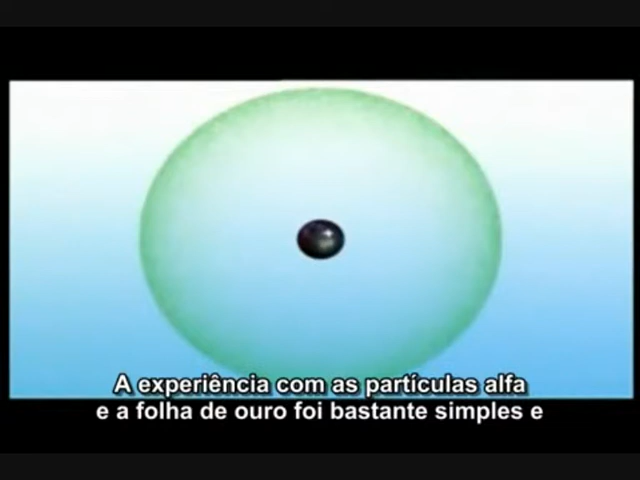 A experiência com as partículas alfa
e a folha de ouro foi bastante simples e